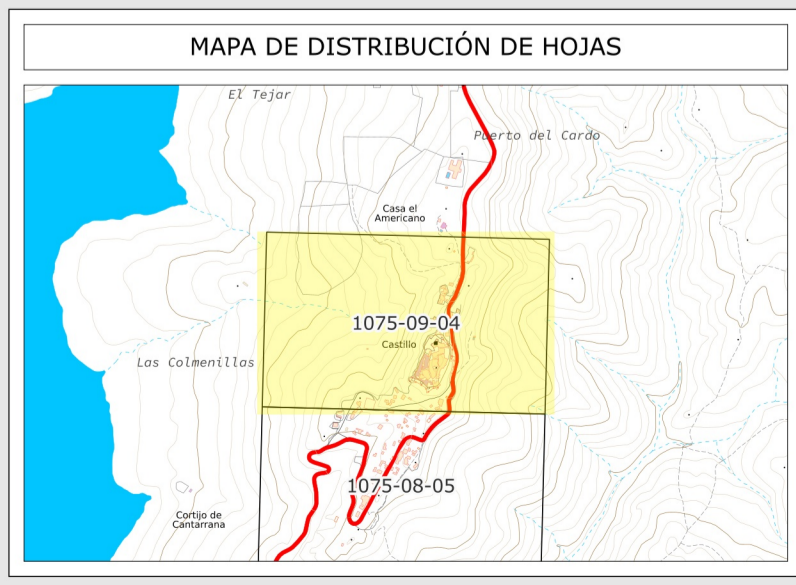 MAPA DE DISTRIBUCIÓN DE HOJAS
El Tejar
Puerto del Cardo
Casa el
Americano
1075-09-04
Castillo
Las Colmenillas
1075-08-05
Cortijo de
Cantarrana